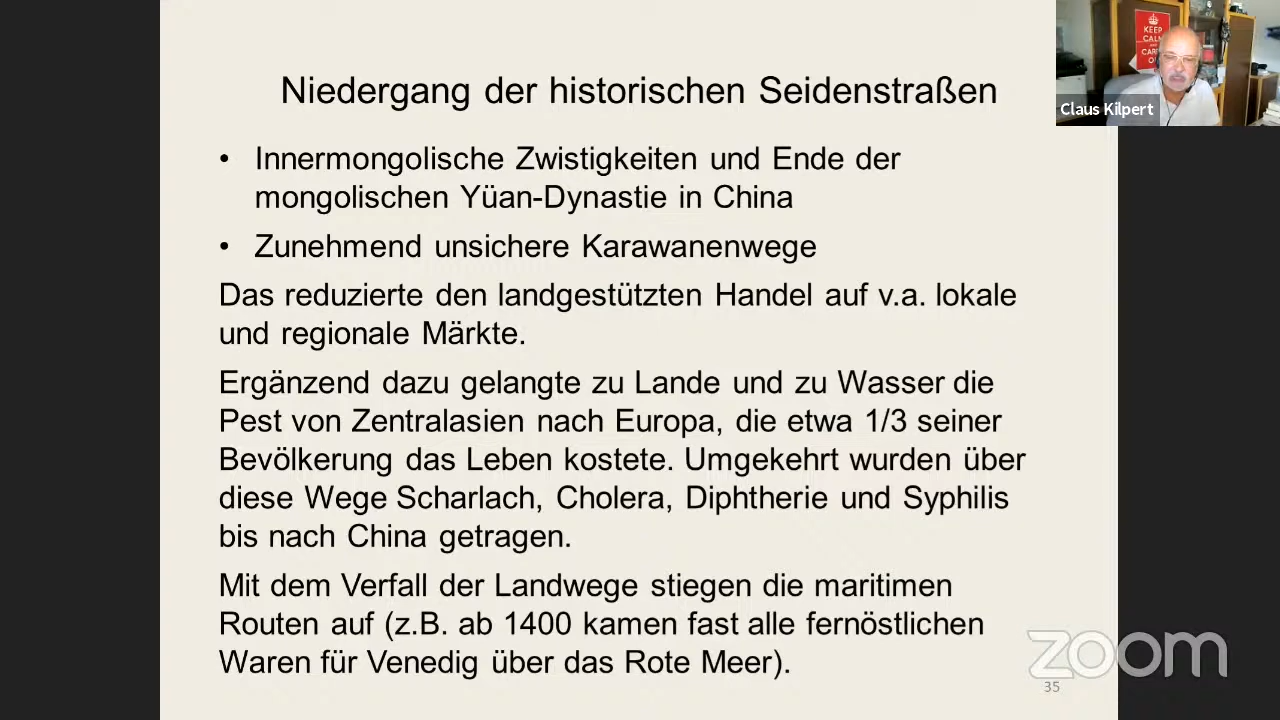 Niedergang der historischen Seidenstraßen
• Innermongolische Zwistigkeiten und Ende der
mongolischen Yüan-Dynastie in China
• Zunehmend unsichere Karawanenwege
Das reduzierte den landgestützten Handel auf v.a. lokale
und regionale Märkte.
Ergänzend dazu gelangte zu Lande und zu Wasser die
Pest von Zentralasien nach Europa, die etwa 1/3 seiner
Bevölkerung das Leben kostete. Umgekehrt wurden über
diese Wege Scharlach, Cholera, Diphtherie und Syphilis
bis nach China getragen.
Mit dem Verfall der Landwege stiegen die maritimen
Routen auf (z.B. ab 1400 kamen fast alle fernöstlichen
Waren für Venedig über das Rote Meer).
35
KEEP
CALM
Claus Kilpert
zoom